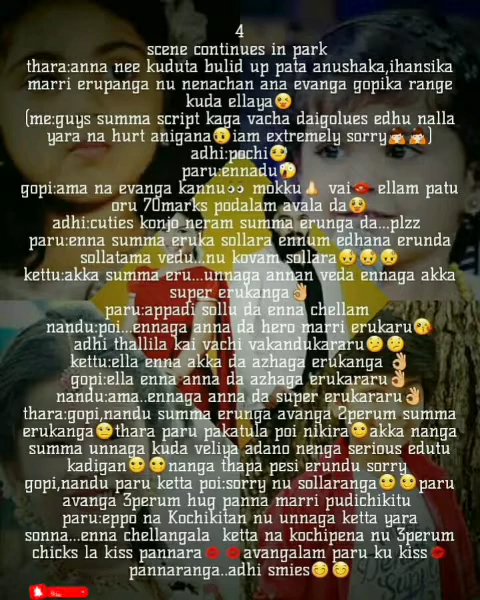 4
scene continues in park
thara:anna nee kuduta bulid up pata anushaka,ihansika
marri erupanga nu nenachan ana evanga gopika range
kuda ellaya😝
(me:guys summa script kaga vacha daigolues edhu nalla
yara na hurt anigana🤨iam extremely sorry🙇🙇)
adhi:pochi😐
paru:ennadu🤪
gopi:ama na evanga kannu👀 mokku👃 vai👄 ellam patu
oru 70marks podalam avala da🥺
adhi:cuties konjo neram summa erunga da...plzz
paru:enna summa eruka sollara ennum edhana erunda
sollatama vedu...nu kovam sollara😥😥😥
kettu:akka summa eru...unnaga annan veda ennaga akka
super erukanga👌
paru:appadi sollu da enna chellam
nandu:poi...ennaga anna da hero marri erukaru😘
adhi thallila kai vachi vakandukararu🙁🙁
kettu:ella enna akka da azhaga erukanga 👌
gopi:ella enna anna da azhaga erukararu👌
nandu:ama..ennaga anna da super erukararu👌
thara:gopi,nandu summa erunga avanga 2perum summa
erukanga😐thara paru pakatula poi nikira😐akka nanga
summa unnaga kuda veliya adano nenga serious edutu
kadigan😐😐nanga thapa pesi erundu sorry
gopi,nandu paru ketta poi:sorry nu sollaranga😐😐paru
avanga 3perum hug panna marri pudichikitu
paru:eppo na Kochikitan nu unnaga ketta yara
sonna...enna chellangala  ketta na kochipena nu 3perum
chicks la kiss pannara💋💋avangalam paru ku kiss💋
pannaranga..adhi smies😊😊